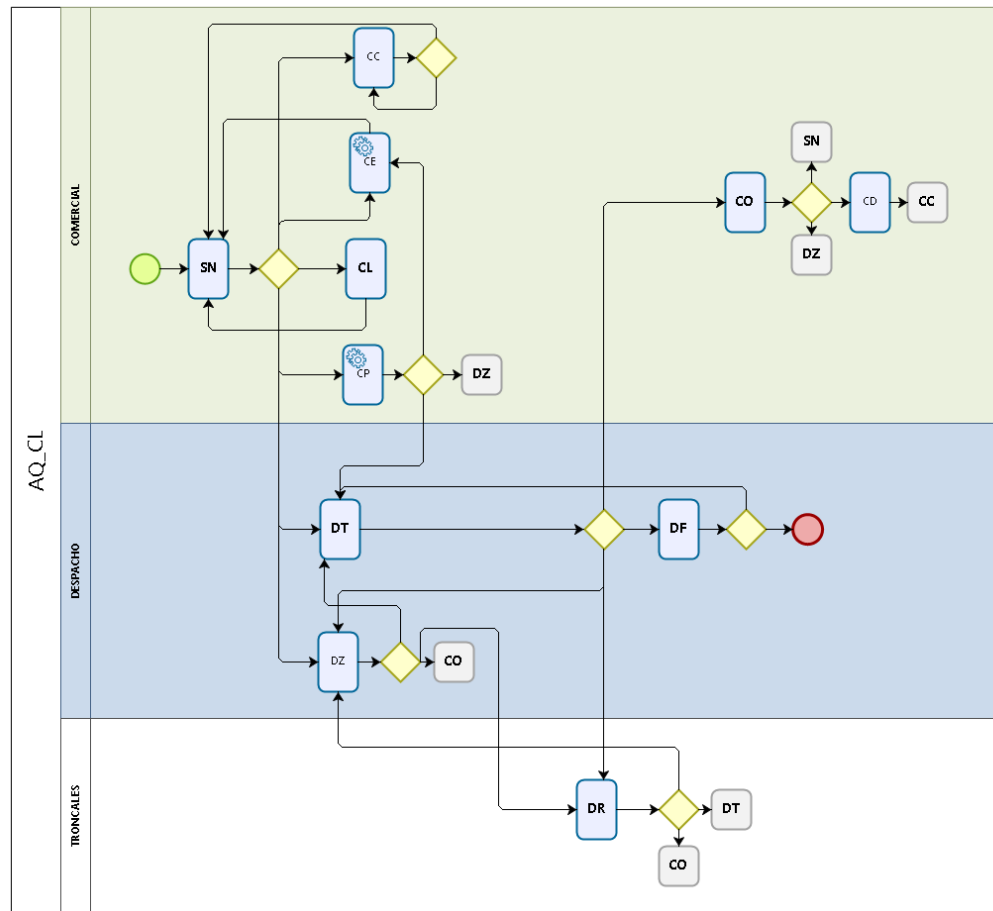 AQ_CL
COMERCIAL
CC
CE
SN
CO
CD
CC
DZ
SN
CL
CP
DZ
DESPACHO
DT
DF
DZ
CO
TRONCALES
DR
DT
CO